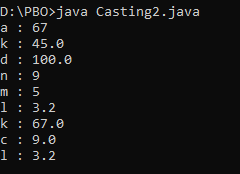 D:\PBO>java Casting2.java
a : 67
k : 45.0
d : 100.0
n : 9
m : 5
l : 3.2
k : 67.0
c : 9.0
l : 3.2